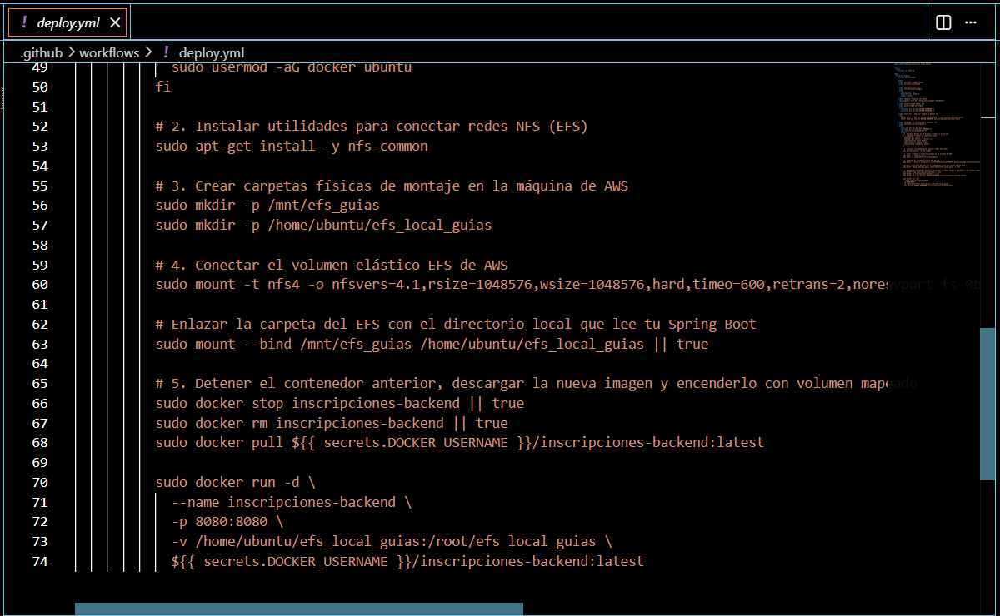 ! deploy.yml
.github > workflows > ! deploy.yml
49 sudo usermod -aG docker ubuntu
50 fi
51
52 # 2. Instalar utilidades para conectar redes NFS (EFS)
53 sudo apt-get install -y nfs-common
54
55 # 3. Crear carpetas físicas de montaje en la máquina de AWS
56 sudo mkdir -p /mnt/efs_guias
57 sudo mkdir -p /home/ubuntu/efs_local_guias
58
59 # 4. Conectar el volumen elástico EFS de AWS
60 sudo mount -t nfs4 -o nfsvers=4.1,rsize=1048576,wsize=1048576,hard,timeo=600,retrans=2,noresvport fs-0b
61
62 # Enlazar la carpeta del EFS con el directorio local que lee tu Spring Boot
63 sudo mount --bind /mnt/efs_guias /home/ubuntu/efs_local_guias || true
64
65 # 5. Detener el contenedor anterior, descargar la nueva imagen y encenderlo con volumen mapeado
66 sudo docker stop inscripciones-backend || true
67 sudo docker rm inscripciones-backend || true
68 sudo docker pull ${{ secrets.DOCKER_USERNAME }}/inscripciones-backend:latest
69
70 sudo docker run -d \
71 --name inscripciones-backend \
72 -p 8080:8080 \
73 -v /home/ubuntu/efs_local_guias:/root/efs_local_guias \
74 ${{ secrets.DOCKER_USERNAME }}/inscripciones-backend:latest